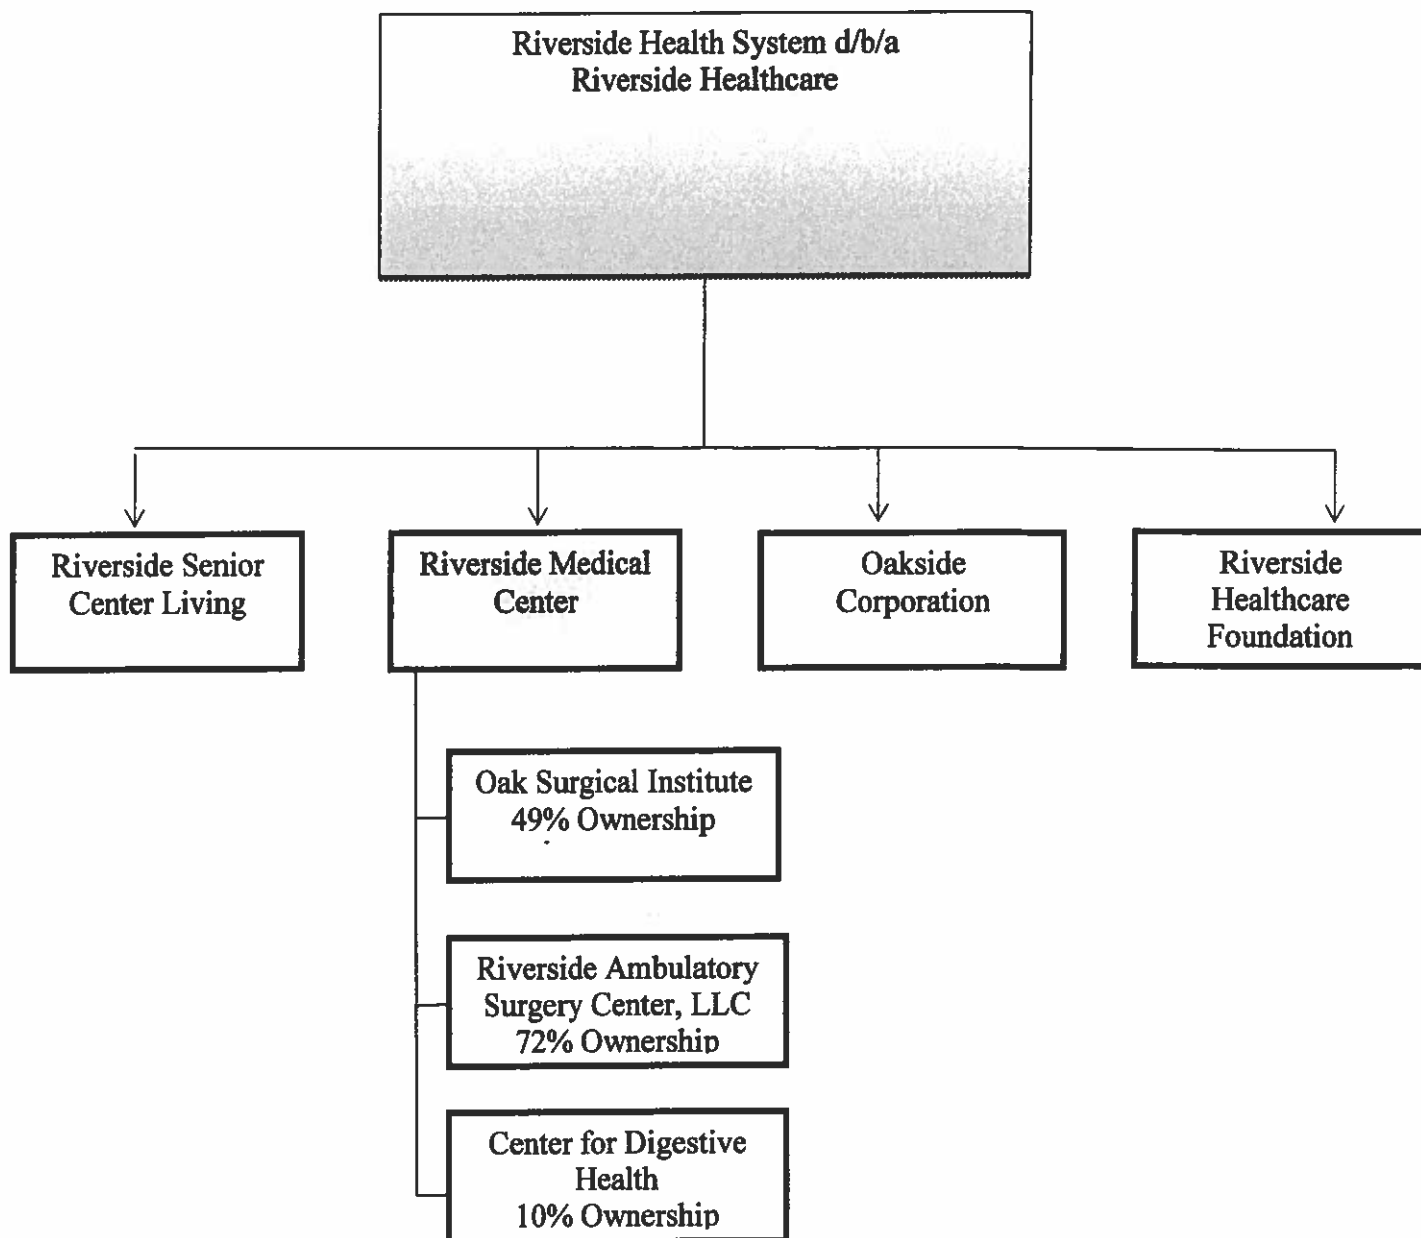 Riverside Health System d/b/a
Riverside Healthcare
Riverside Senior
Center Living
Riverside Medical
Center
Oakside
Corporation
Riverside
Healthcare
Foundation
Oak Surgical Institute
49% Ownership
Riverside Ambulatory
Surgery Center, LLC
72% Ownership
Center for Digestive
Health
10% Ownership